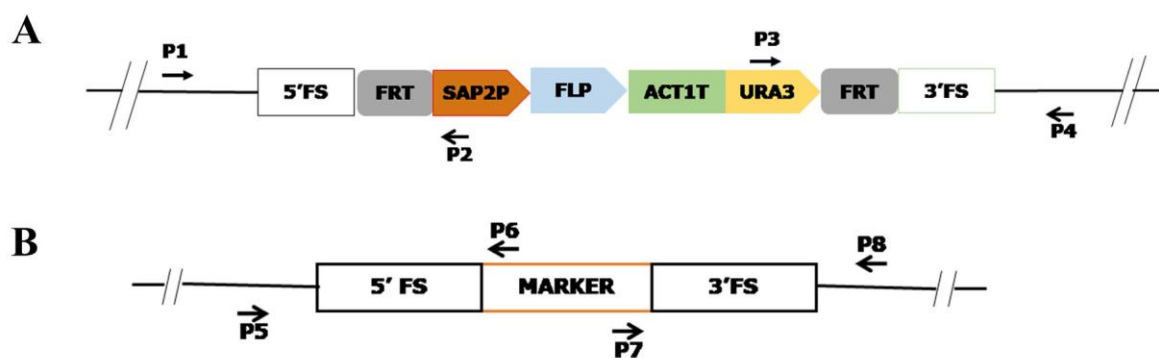 A
P1
P3
5'FS FRT SAP2P FLP ACT1T URA3 FRT 3'FS
P2
P4
B
P6
P8
5' FS MARKER 3'FS
P5
P7